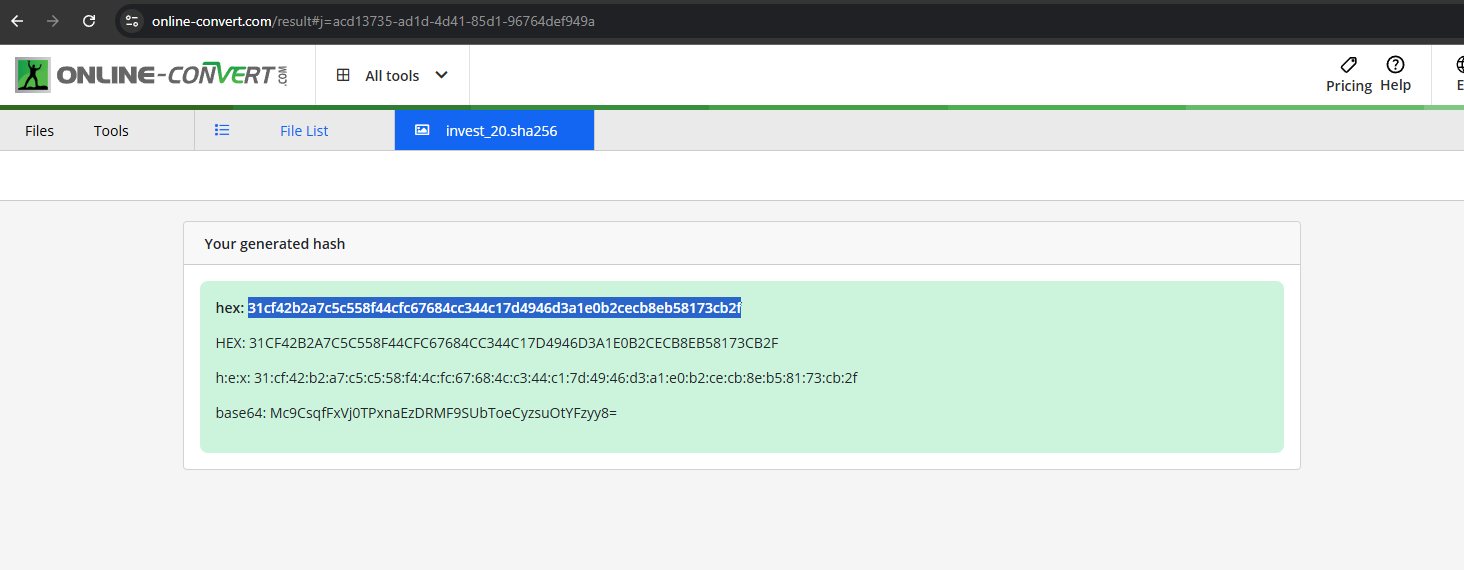 online-convert.com/result#j=acd13735-ad1d-4d41-85d1-96764def949a
ONLINE-CONVERT.COM
All tools
Pricing
Help
E
Files
Tools
File List
invest_20.sha256
Your generated hash
hex: 31cf42b2a7c5c558f44cfc67684cc344c17d4946d3a1e0b2cecb8eb58173cb2f
HEX: 31CF42B2A7C5C558F44CFC67684CC344C17D4946D3A1E0B2CECB8EB58173CB2F
h:e:x: 31:cf:42:b2:a7:c5:c5:58:f4:4c:fc:67:68:4c:c3:44:c1:7d:49:46:d3:a1:e0:b2:ce:cb:8e:b5:81:73:cb:2f
base64: Mc9CsqfFxVj0TPxnaEzDRMF9SUbToeCyzsuOtYFzyy8=